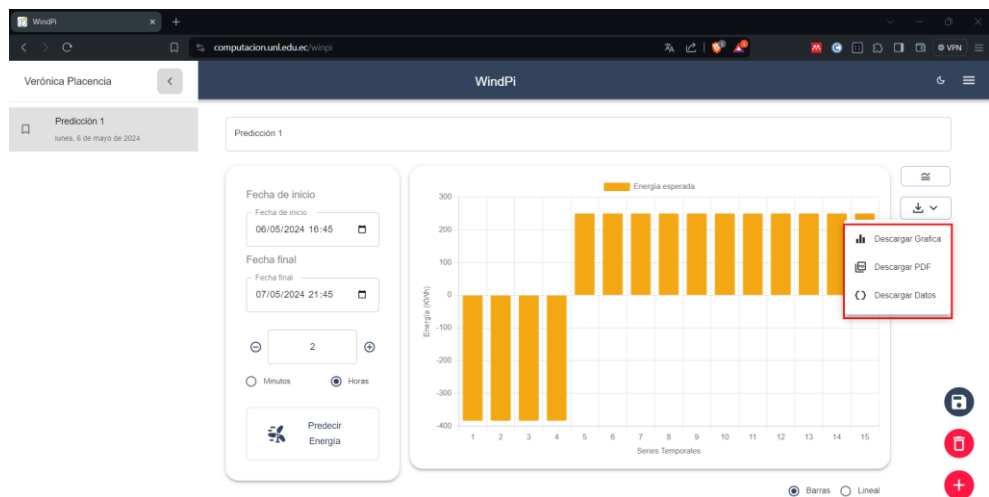 WindPi
computacion.unl.edu.ec/winpi
VPN
Verónica Placencia
WindPi
Predicción 1
lunes, 6 de mayo de 2024
Predicción 1
Fecha de inicio
Fecha de inicio
06/05/2024 16:45
Fecha final
Fecha final
07/05/2024 21:45
2
Minutos
Horas
Predecir
Energía
Energía esperada
300
200
100
0
-100
-200
-300
-400
Energía (KWh)
1 2 3 4 5 6 7 8 9 10 11 12 13 14 15
Series Temporales
Descargar Grafica
Descargar PDF
Descargar Datos
Barras
Lineal